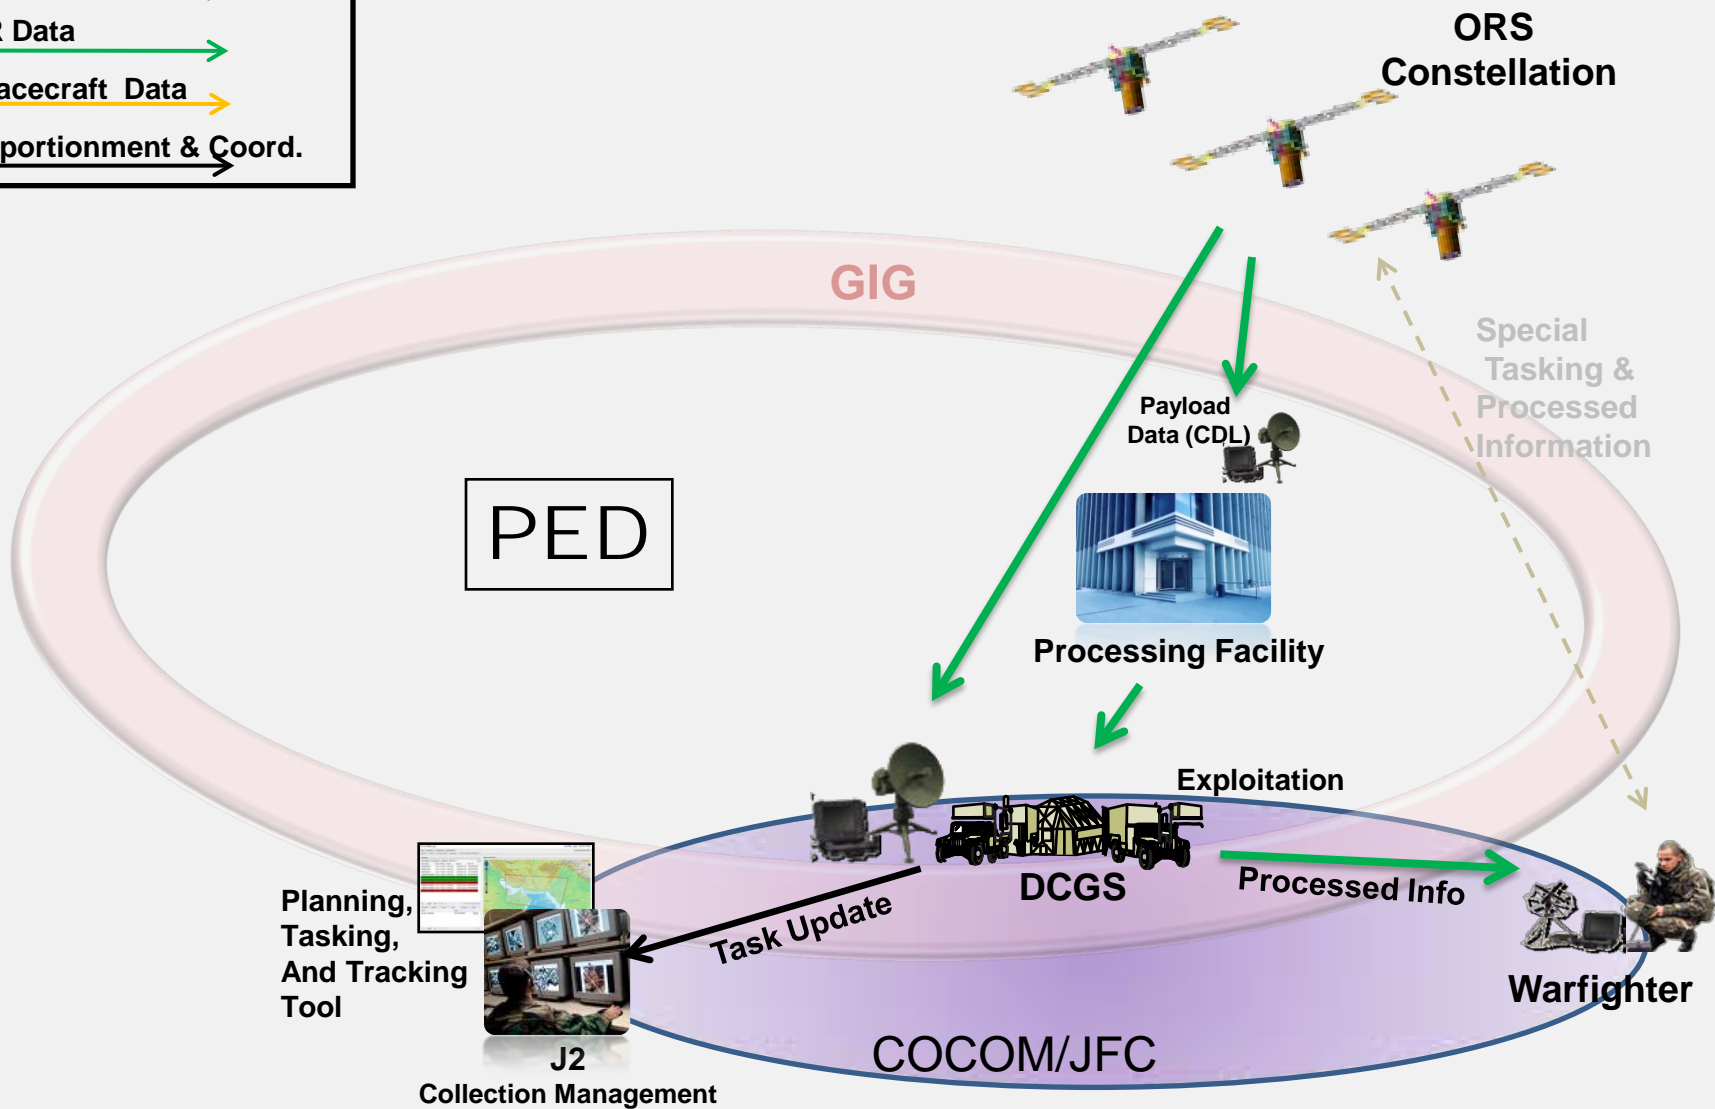 R Data
acecraft Data
portionment & Coord.
ORS
Constellation
GIG
Special
Tasking &
Processed
Information
Payload
Data (CDL)
PED
Processing Facility
Exploitation
DCGS
Processed Info
Task Update
Planning,
Tasking,
And Tracking
Tool
Warfighter
COCOM/JFC
J2
Collection Management